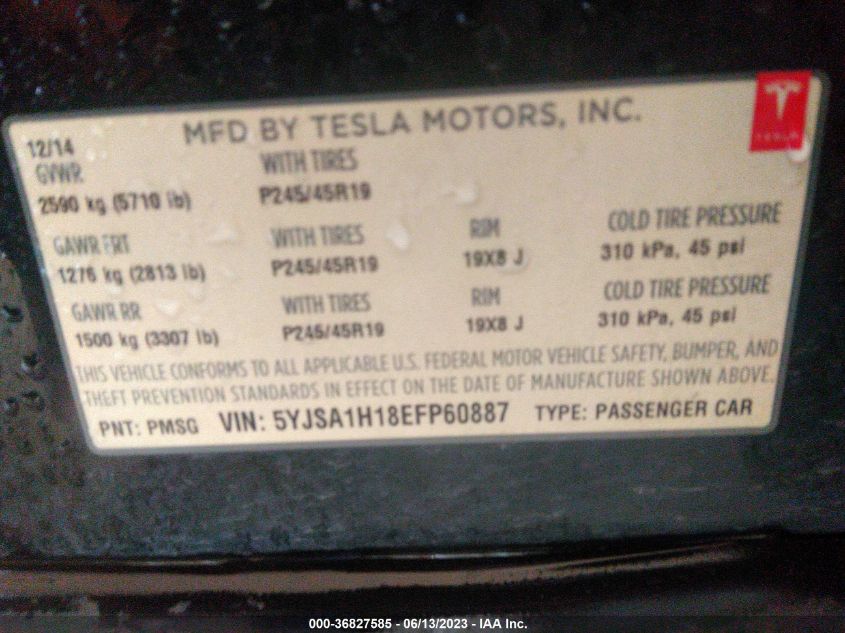 MFD BY TESLA MOTORS, INC.
TESLA
12/14
GVWR WITH TIRES
2590 kg (5710 lb) P245/45R19
GAWR FRT WITH TIRES RIM COLD TIRE PRESSURE
1276 kg (2813 lb) P245/45R19 19X8 J 310 kPa, 45 psi
GAWR RR WITH TIRES RIM COLD TIRE PRESSURE
1500 kg (3307 lb) P245/45R19 19X8 J 310 kPa, 45 psi
THIS VEHICLE CONFORMS TO ALL APPLICABLE U.S. FEDERAL MOTOR VEHICLE SAFETY, BUMPER, AND
THEFT PREVENTION STANDARDS IN EFFECT ON THE DATE OF MANUFACTURE SHOWN ABOVE.
PNT: PMSG VIN: 5YJSA1H18EFP60887 TYPE: PASSENGER CAR
000-36827585 - 06/13/2023 - IAA Inc.